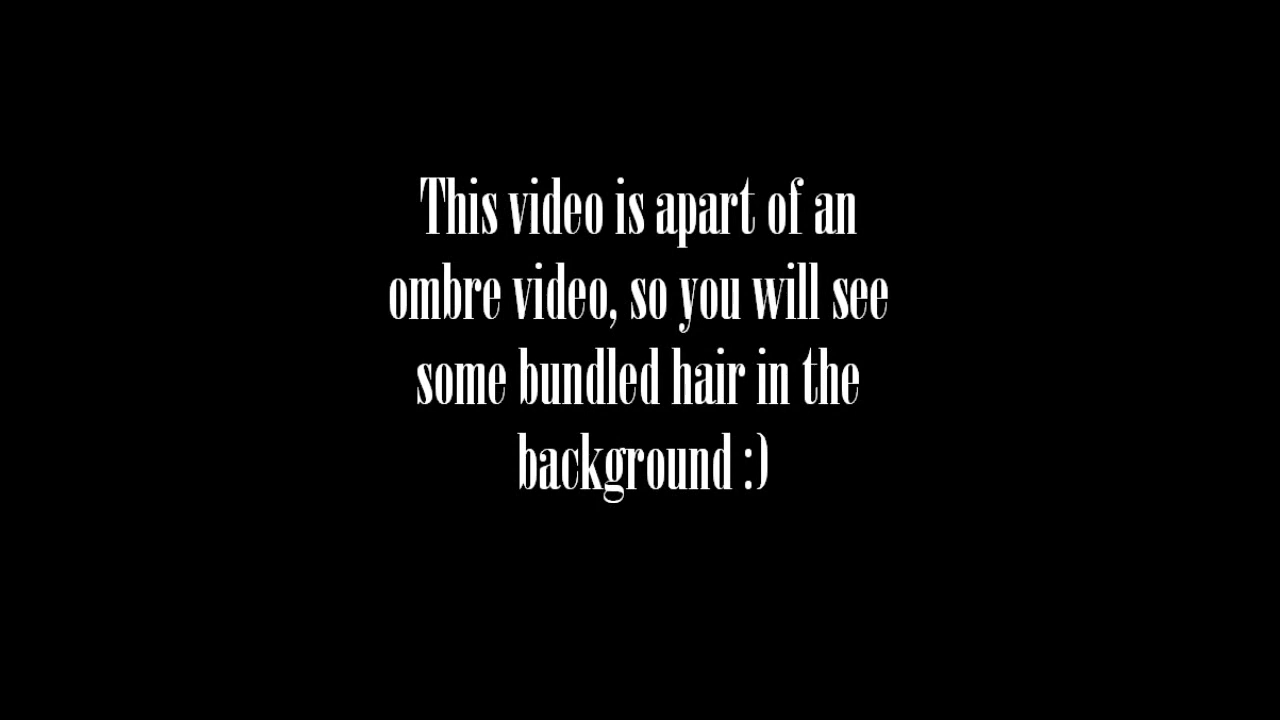 This video is apart of an
ombre video, so you will see
some bundled hair in the
background :)